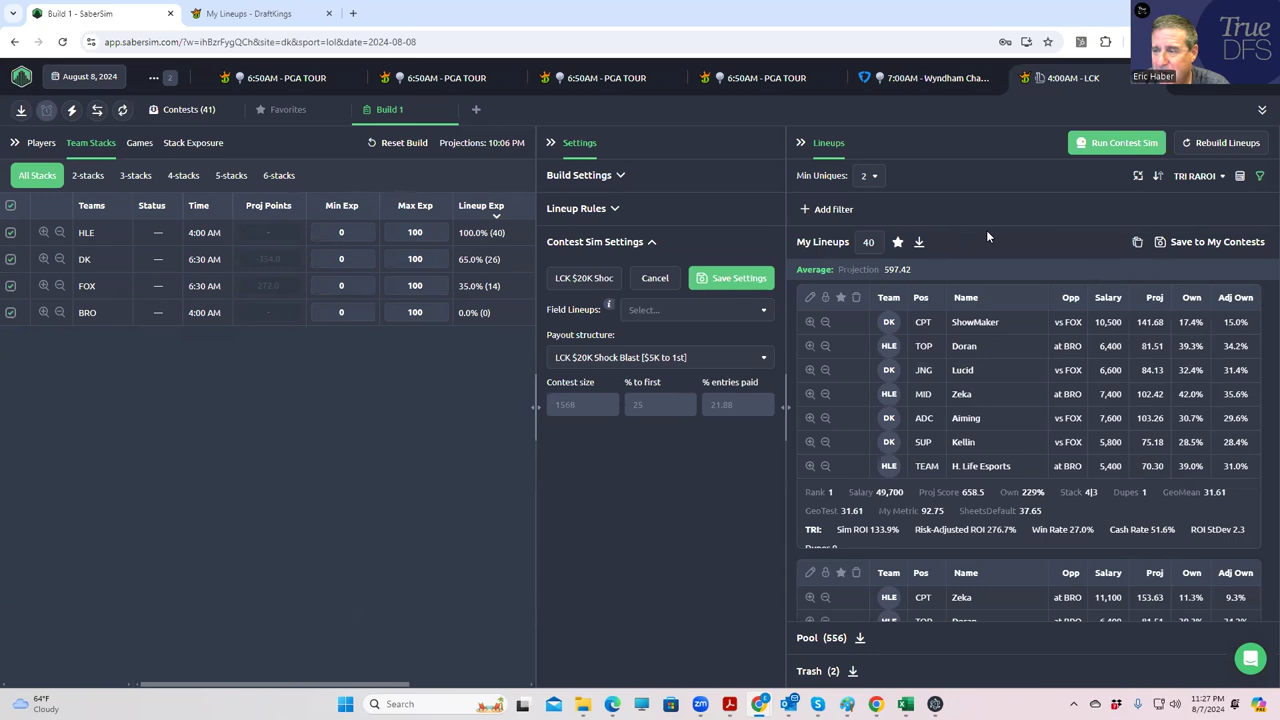 Build 1 - SaberSim
My Lineups - DraftKings
app.sabersim.com/?w=ihBzrFygQCh&site=dk&sport=lol&date=2024-08-08
True
DFS
Eric Haber
August 8, 2024
2
6:50AM - PGA TOUR
6:50AM - PGA TOUR
6:50AM - PGA TOUR
6:50AM - PGA TOUR
7:00AM - Wyndham Cha...
4:00AM - LCK
Contests (41)
Favorites
Build 1
Players
Team Stacks
Games
Stack Exposure
Reset Build
Projections: 10:06 PM
All Stacks
2-stacks
3-stacks
4-stacks
5-stacks
6-stacks
Teams Status Time Proj Points Min Exp Max Exp Lineup Exp
HLE — 4:00 AM - 0 100 100.0% (40)
DK — 6:30 AM -354.0 0 100 65.0% (26)
FOX — 4:00 AM 272.0 0 100 35.0% (14)
BRO — 4:00 AM - 0 100 0.0% (0)
Settings
Build Settings
Lineup Rules
Contest Sim Settings
LCK $20K Shoc Cancel Save Settings
Field Lineups: Select...
Payout structure:
LCK $20K Shock Blast [$5K to 1st]
Contest size % to first % entries paid
1568 25 21.88
Lineups
Run Contest Sim
Rebuild Lineups
Min Uniques: 2
TRI RAROI
Add filter
My Lineups 40
Save to My Contests
Average: Projection 597.42
Team Pos Name Opp Salary Proj Own Adj Own
DK CPT ShowMaker vs FOX 10,500 141.68 17.4% 15.0%
HLE TOP Doran at BRO 6,400 81.51 39.3% 34.2%
DK JNG Lucid vs FOX 6,600 84.13 32.4% 31.4%
HLE MID Zeka at BRO 7,400 102.42 42.0% 35.6%
DK ADC Aiming vs FOX 7,600 103.26 30.7% 29.6%
DK SUP Kellin vs FOX 5,800 75.18 28.5% 28.4%
HLE TEAM H. Life Esports at BRO 5,400 70.30 39.0% 31.0%
Rank 1 Salary 49,700 Proj Score 658.5 Own 229% Stack 4|3 Dupes 1 GeoMean 31.61
GeoTest 31.61 My Metric 92.75 SheetsDefault 37.65
TRI: Sim ROI 133.9% Risk-Adjusted ROI 276.7% Win Rate 27.0% Cash Rate 51.6% ROI StDev 2.3
Team Pos Name Opp Salary Proj Own Adj Own
HLE CPT Zeka at BRO 11,100 153.63 11.3% 9.3%
Pool (556)
Trash (2)
64°F
Cloudy
Search
11:27 PM
8/7/2024